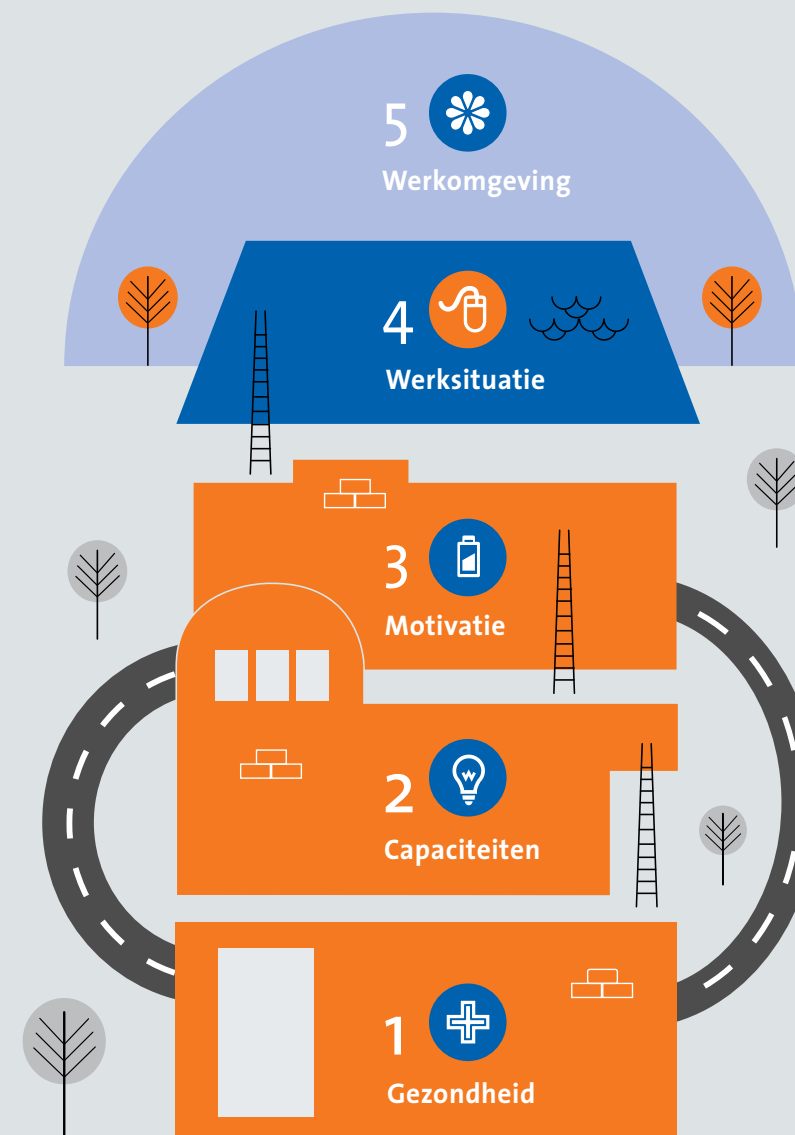 5
Werkomgeving
4
Werksituatie
3
Motivatie
2
Capaciteiten
1
Gezondheid